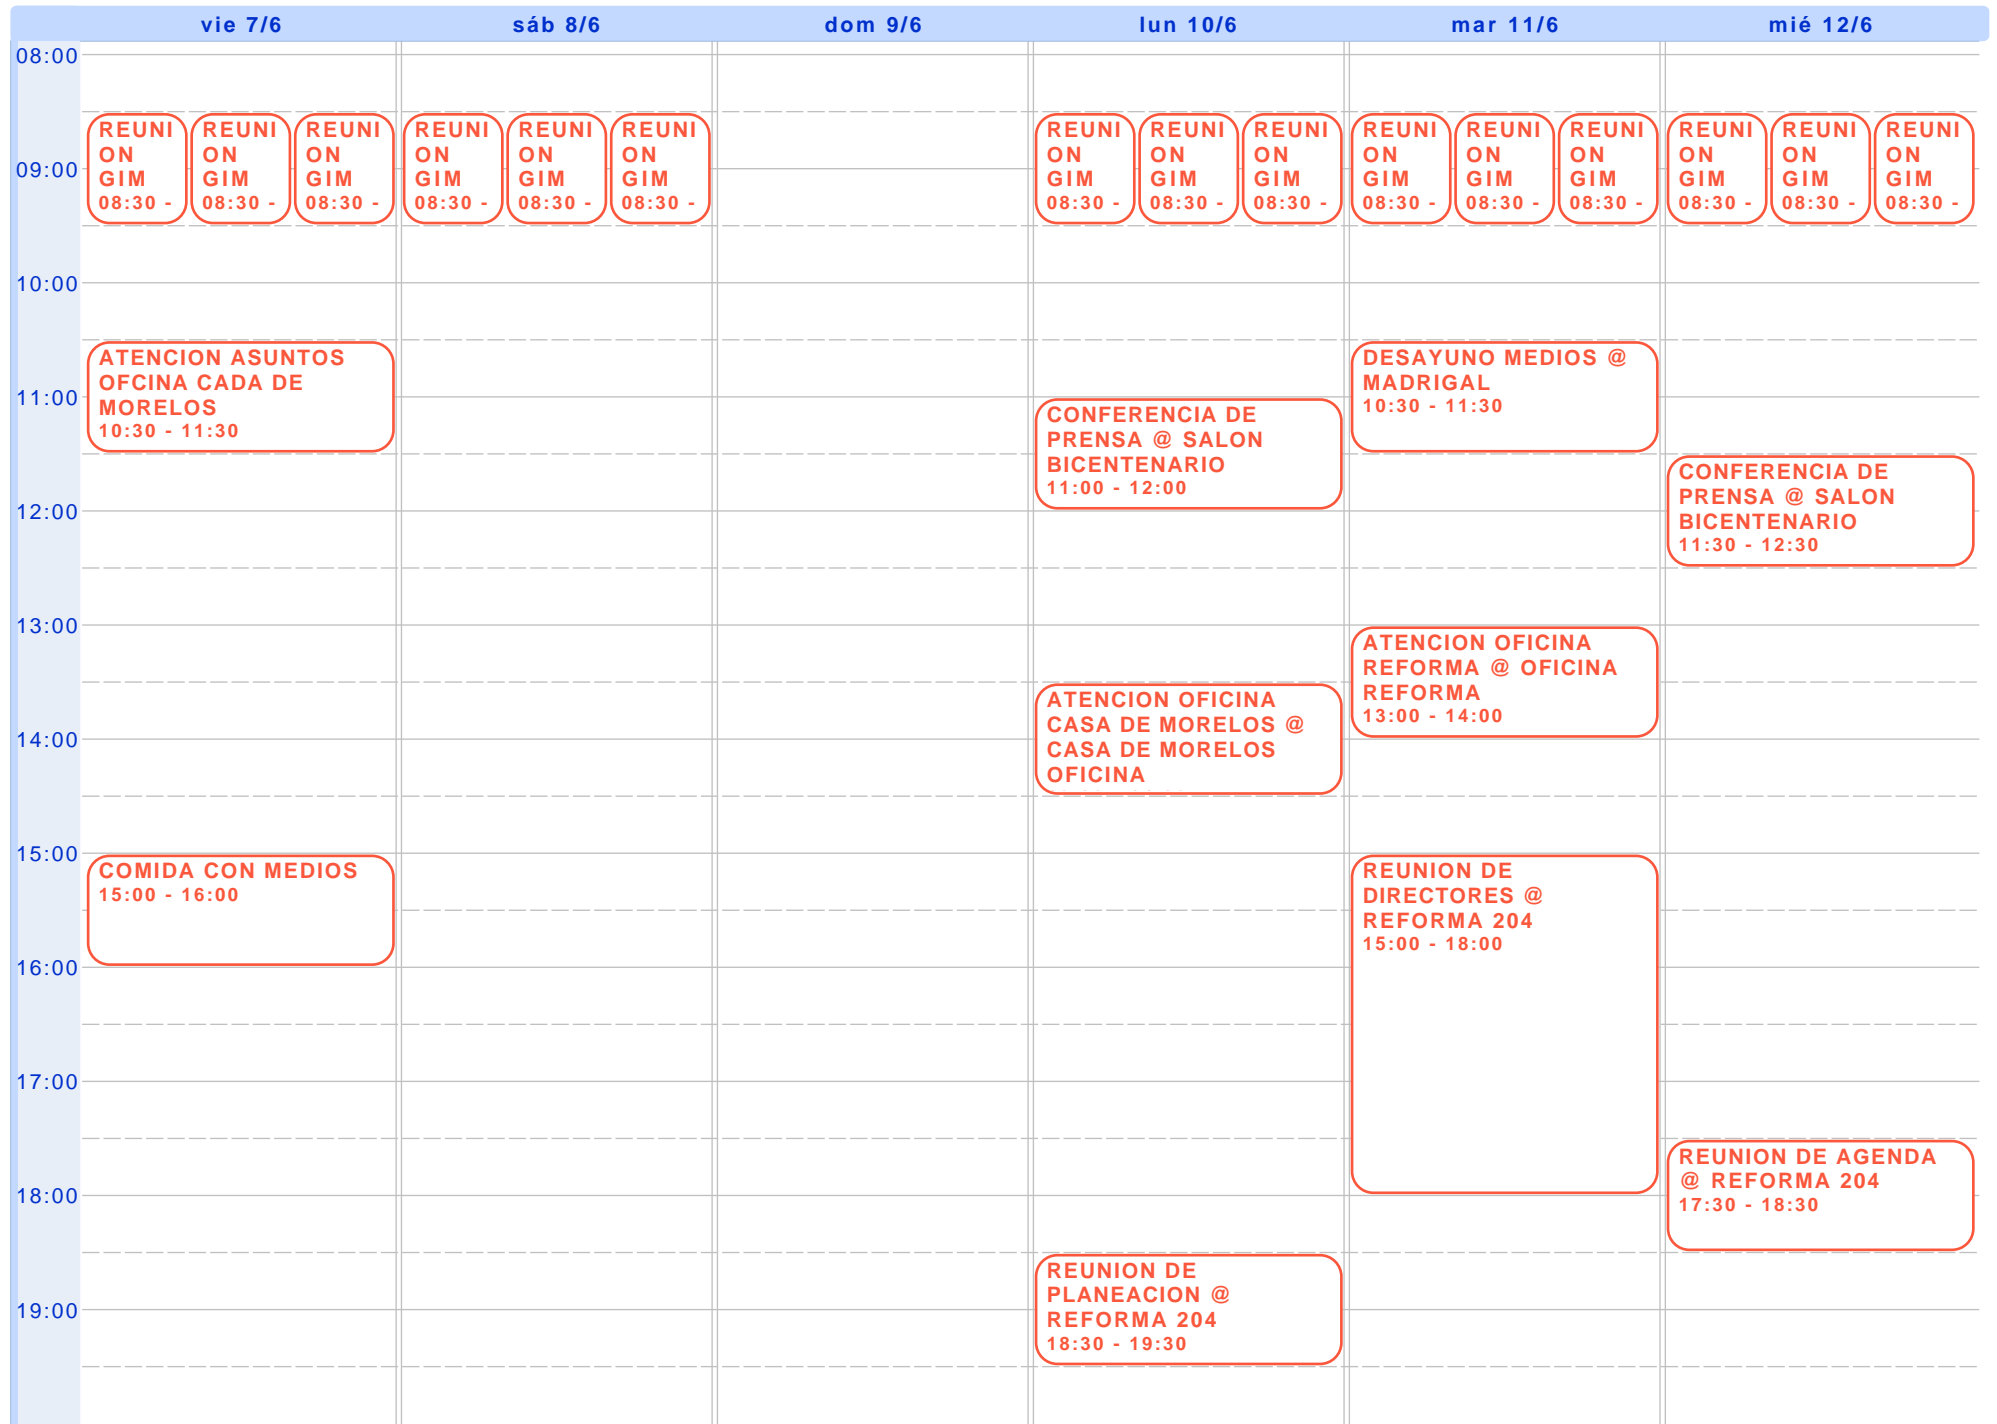 vie 7/6
sáb 8/6
dom 9/6
lun 10/6
mar 11/6
mié 12/6
08:00
09:00
10:00
11:00
12:00
13:00
14:00
15:00
16:00
17:00
18:00
19:00
REUNI
ON
GIM
08:30 -
REUNI
ON
GIM
08:30 -
REUNI
ON
GIM
08:30 -
ATENCION ASUNTOS
OFCINA CADA DE
MORELOS
10:30 - 11:30
COMIDA CON MEDIOS
15:00 - 16:00
REUNI
ON
GIM
08:30 -
REUNI
ON
GIM
08:30 -
REUNI
ON
GIM
08:30 -
REUNI
ON
GIM
08:30 -
REUNI
ON
GIM
08:30 -
REUNI
ON
GIM
08:30 -
CONFERENCIA DE
PRENSA @ SALON
BICENTENARIO
11:00 - 12:00
ATENCION OFICINA
CASA DE MORELOS @
CASA DE MORELOS
OFICINA
REUNION DE
PLANEACION @
REFORMA 204
18:30 - 19:30
REUNI
ON
GIM
08:30 -
REUNI
ON
GIM
08:30 -
REUNI
ON
GIM
08:30 -
DESAYUNO MEDIOS @
MADRIGAL
10:30 - 11:30
ATENCION OFICINA
REFORMA @ OFICINA
REFORMA
13:00 - 14:00
REUNION DE
DIRECTORES @
REFORMA 204
15:00 - 18:00
REUNI
ON
GIM
08:30 -
REUNI
ON
GIM
08:30 -
REUNI
ON
GIM
08:30 -
CONFERENCIA DE
PRENSA @ SALON
BICENTENARIO
11:30 - 12:30
REUNION DE AGENDA
@ REFORMA 204
17:30 - 18:30